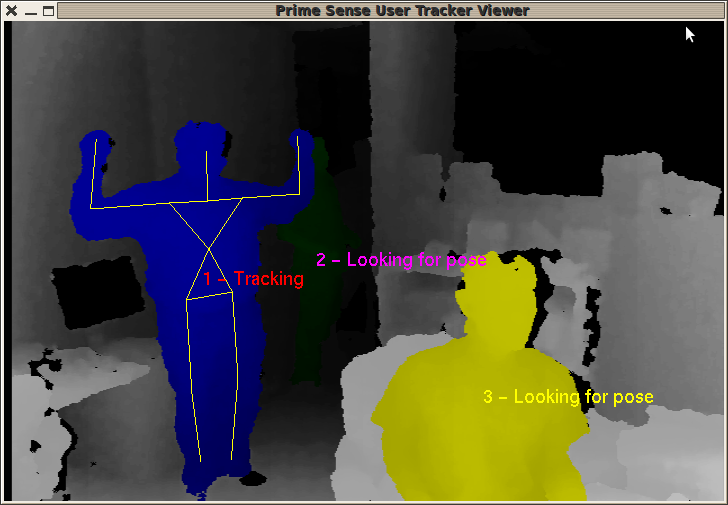 Prime Sense User Tracker Viewer
2 – Looking for pose
1 – Tracking
3 – Looking for pose